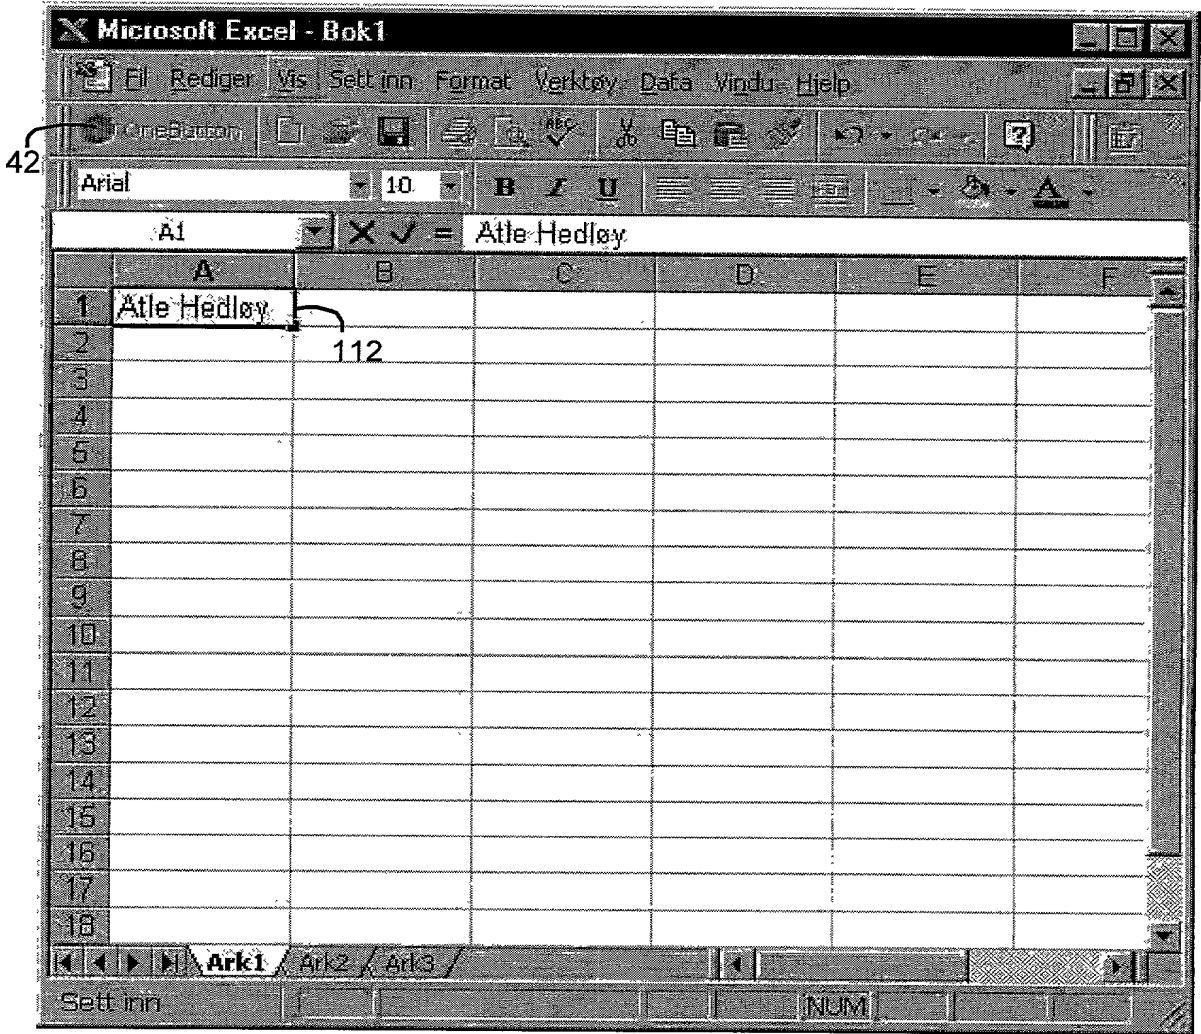 Microsoft Excel - Bok1
Fil Rediger Vis Sett inn Format Verktøy Data Vindu Hjelp
42 OneButton ABC
Arial 10 B I U A
A1 = Atle Hedløy
A B C D E F
1 Atle Hedløy
112
2
3
4
5
6
7
8
9
10
11
12
13
14
15
16
17
18
Ark1 Ark2 Ark3
Sett inn NUM